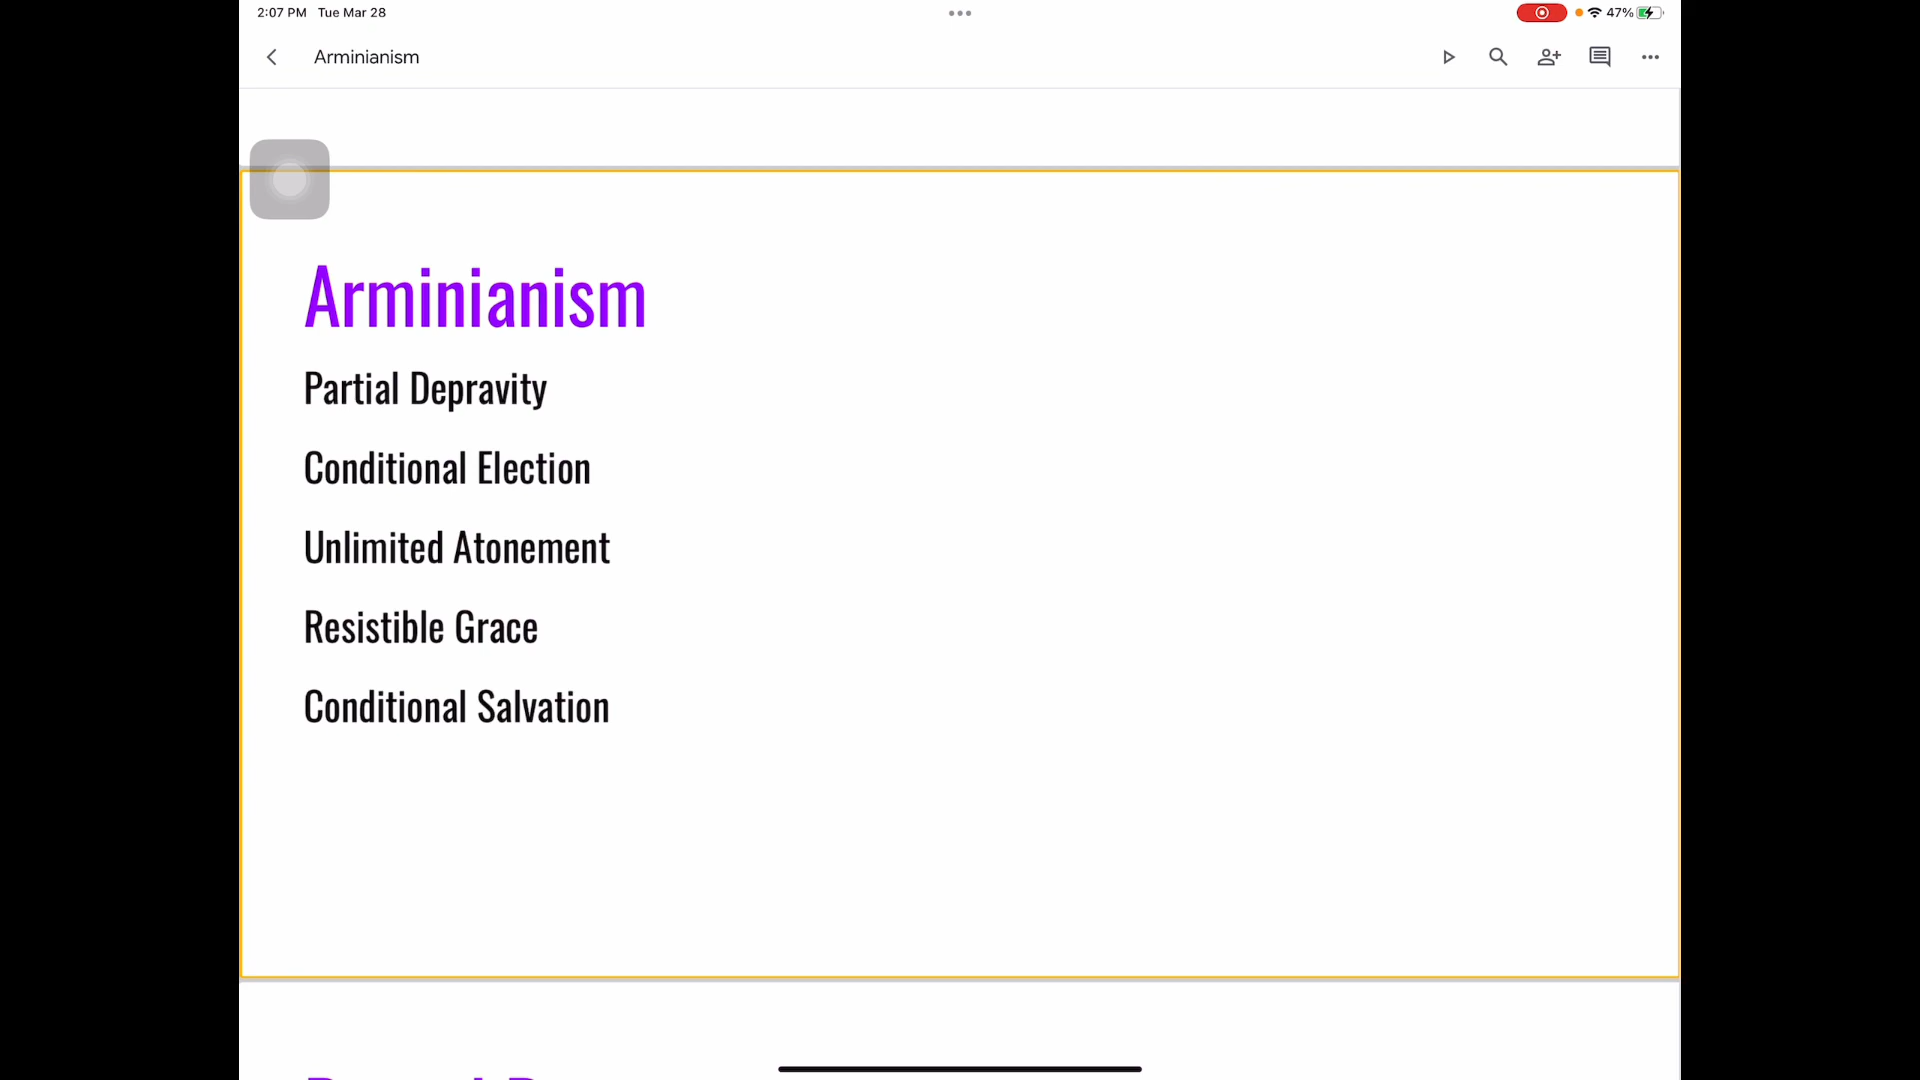 2:07 PM Tue Mar 28
47%
Arminianism
Arminianism
Partial Depravity
Conditional Election
Unlimited Atonement
Resistible Grace
Conditional Salvation